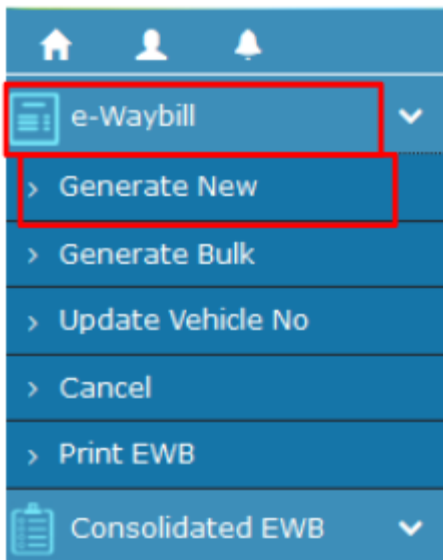 e-Waybill
Generate New
Generate Bulk
Update Vehicle No
Cancel
Print EWB
Consolidated EWB